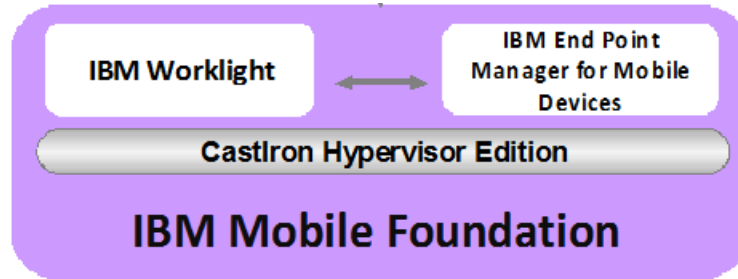 IBM Worklight
IBM End Point
Manager for Mobile
Devices
CastIron Hypervisor Edition
IBM Mobile Foundation